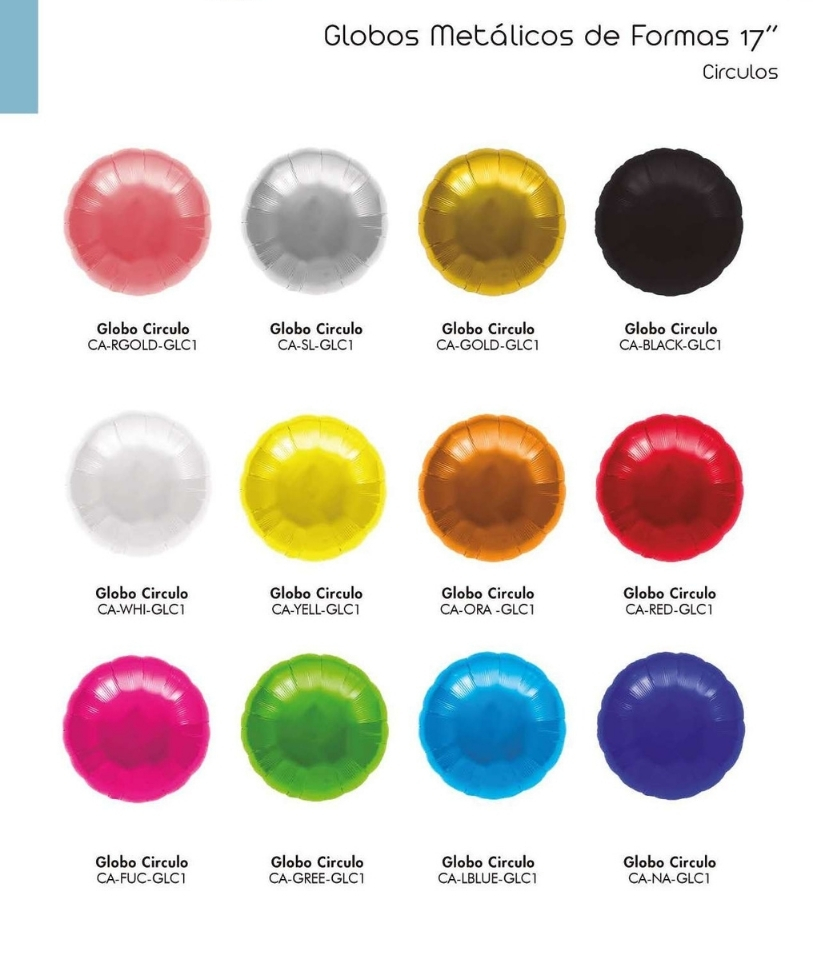 Globos Metálicos de Formas 17"
Circulos
Globo Circulo
CA-RGOLD-GLC1
Globo Circulo
CA-SL-GLC1
Globo Circulo
CA-GOLD-GLC1
Globo Circulo
CA-BLACK-GLC1
Globo Circulo
CA-WHI-GLC1
Globo Circulo
CA-YELL-GLC1
Globo Circulo
CA-ORA -GLC1
Globo Circulo
CA-RED-GLC1
Globo Circulo
CA-FUC-GLC1
Globo Circulo
CA-GREE-GLC1
Globo Circulo
CA-LBLUE-GLC1
Globo Circulo
CA-NA-GLC1